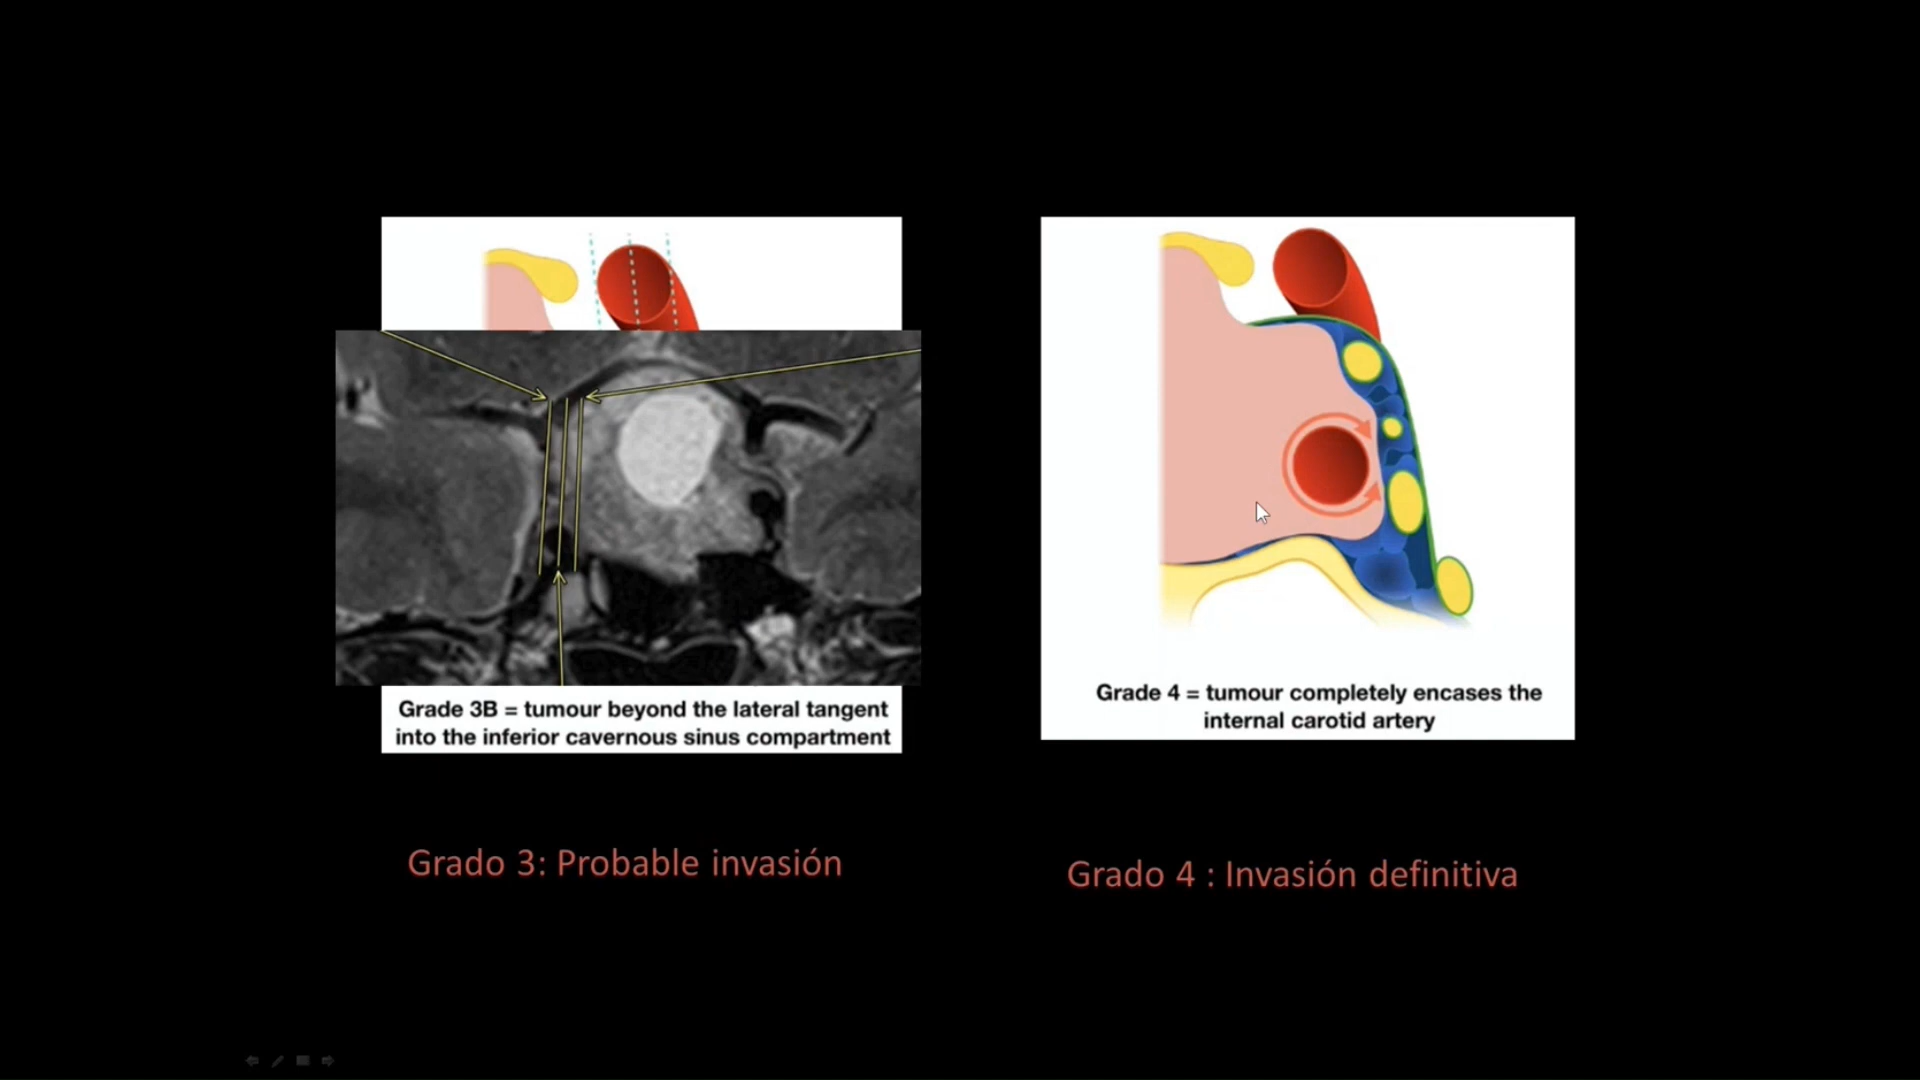 Grade 3B = tumour beyond the lateral tangent
into the inferior cavernous sinus compartment
Grade 4 = tumour completely encases the
internal carotid artery
Grado 3: Probable invasión
Grado 4 : Invasión definitiva